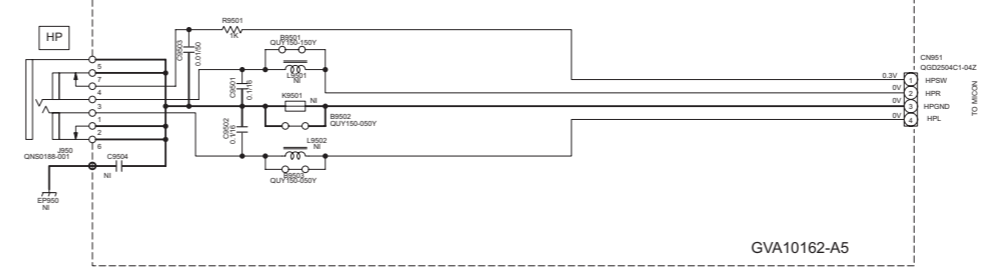 HP
R9501
1K
C9503
0.01/50
B9501
QUY150-150Y
L9501
NI
C9501
0.1/16
K9501
NI
B9502
QUY150-050Y
C9502
0.1/16
L9502
NI
B9503
QUY150-050Y
5
7
4
3
1
2
6
J950
QNS0188-001
C9504
NI
EP950
NI
CN951
QGD2504C1-04Z
0.3V 1 HPSW
0V 2 HPR
0V 3 HPGND
0V 4 HPL
TO MICON
GVA10162-A5